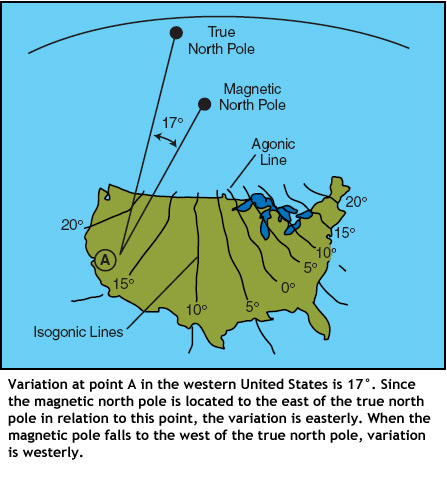 True
North Pole
Magnetic
North Pole
17°
Agonic
Line
20°
20°
15°
A
10°
5°
15°
0°
10°
5°
Isogonic Lines
Variation at point A in the western United States is 17°. Since
the magnetic north pole is located to the east of the true north
pole in relation to this point, the variation is easterly. When the
magnetic pole falls to the west of the true north pole, variation
is westerly.